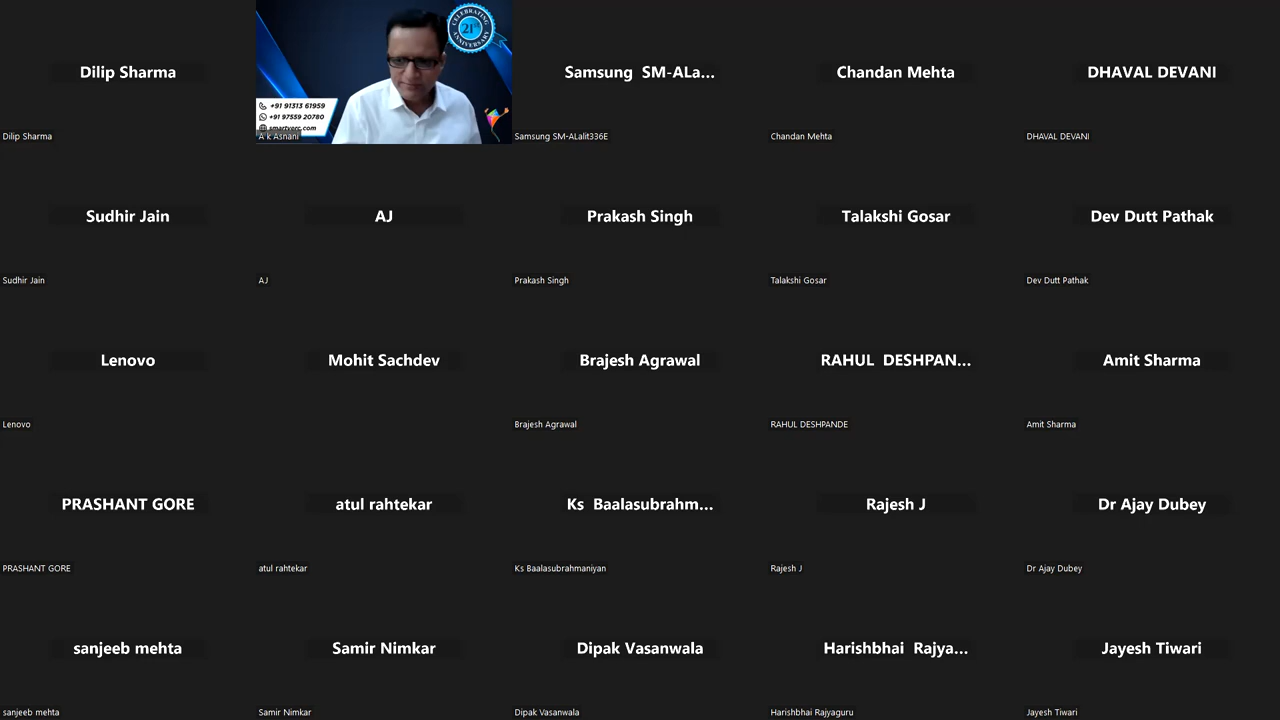 Dilip Sharma
Dilip Sharma
CELEBRATING
21st
ANNIVERSARY
+91 91313 61959
+91 97559 20780
smartvacc.com
A k Asnani
Samsung SM-ALa...
Samsung SM-ALalit336E
Chandan Mehta
Chandan Mehta
DHAVAL DEVANI
DHAVAL DEVANI
Sudhir Jain
Sudhir Jain
AJ
AJ
Prakash Singh
Prakash Singh
Talakshi Gosar
Talakshi Gosar
Dev Dutt Pathak
Dev Dutt Pathak
Lenovo
Lenovo
Mohit Sachdev
Brajesh Agrawal
Brajesh Agrawal
RAHUL DESHPAN...
RAHUL DESHPANDE
Amit Sharma
Amit Sharma
PRASHANT GORE
PRASHANT GORE
atul rahtekar
atul rahtekar
Ks Baalasubrahm...
Ks Baalasubrahmaniyan
Rajesh J
Rajesh J
Dr Ajay Dubey
Dr Ajay Dubey
sanjeeb mehta
sanjeeb mehta
Samir Nimkar
Samir Nimkar
Dipak Vasanwala
Dipak Vasanwala
Harishbhai Rajya...
Harishbhai Rajyaguru
Jayesh Tiwari
Jayesh Tiwari